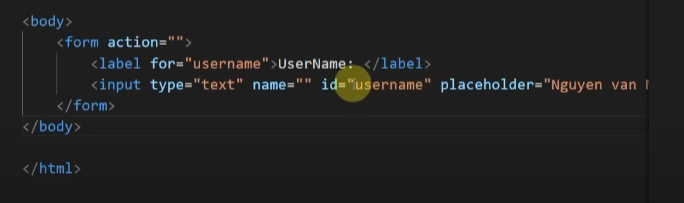 <body>
<form action="">
<label for="username">UserName: </label>
<input type="text" name="" id="username" placeholder="Nguyen van
</form>
</body>
</html>